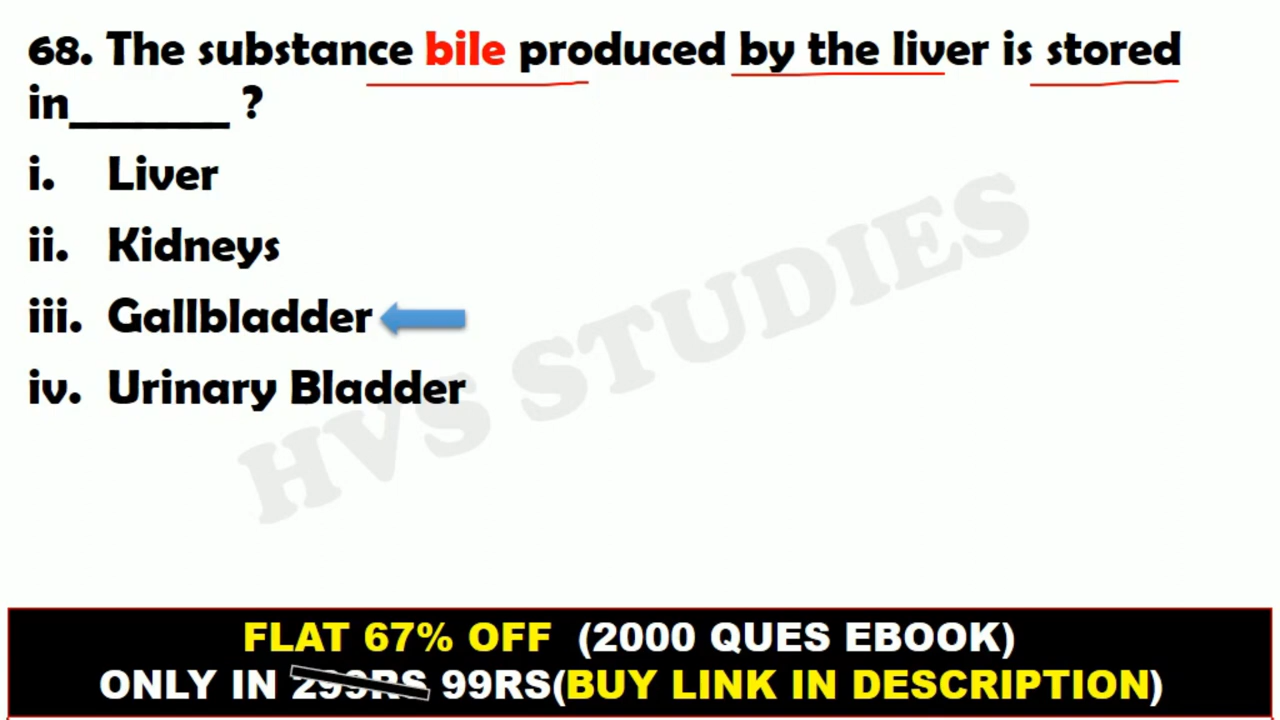 68. The substance bile produced by the liver is stored
in_______ ?
i. Liver
ii. Kidneys
iii. Gallbladder
iv. Urinary Bladder
HVS STUDIES
FLAT 67% OFF (2000 QUES EBOOK)
ONLY IN 299RS 99RS(BUY LINK IN DESCRIPTION)